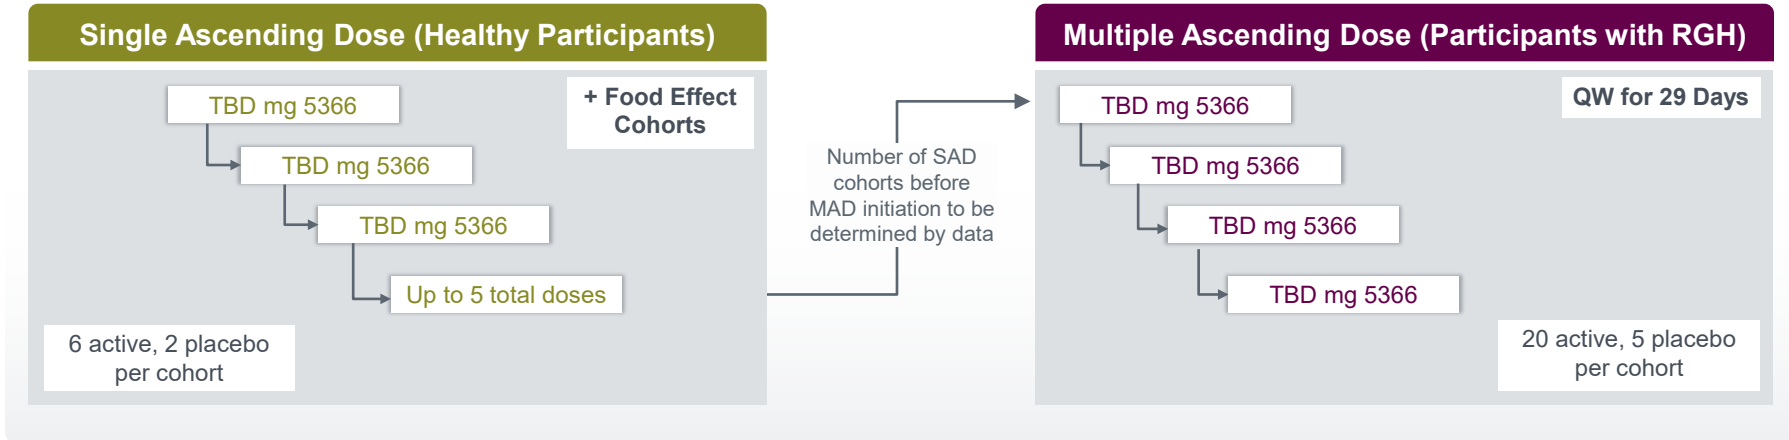 Single Ascending Dose (Healthy Participants)
TBD mg 5366
+ Food Effect
Cohorts
TBD mg 5366
TBD mg 5366
Up to 5 total doses
6 active, 2 placebo
per cohort
Number of SAD
cohorts before
MAD initiation to be
determined by data
Multiple Ascending Dose (Participants with RGH)
TBD mg 5366
QW for 29 Days
TBD mg 5366
TBD mg 5366
TBD mg 5366
20 active, 5 placebo
per cohort